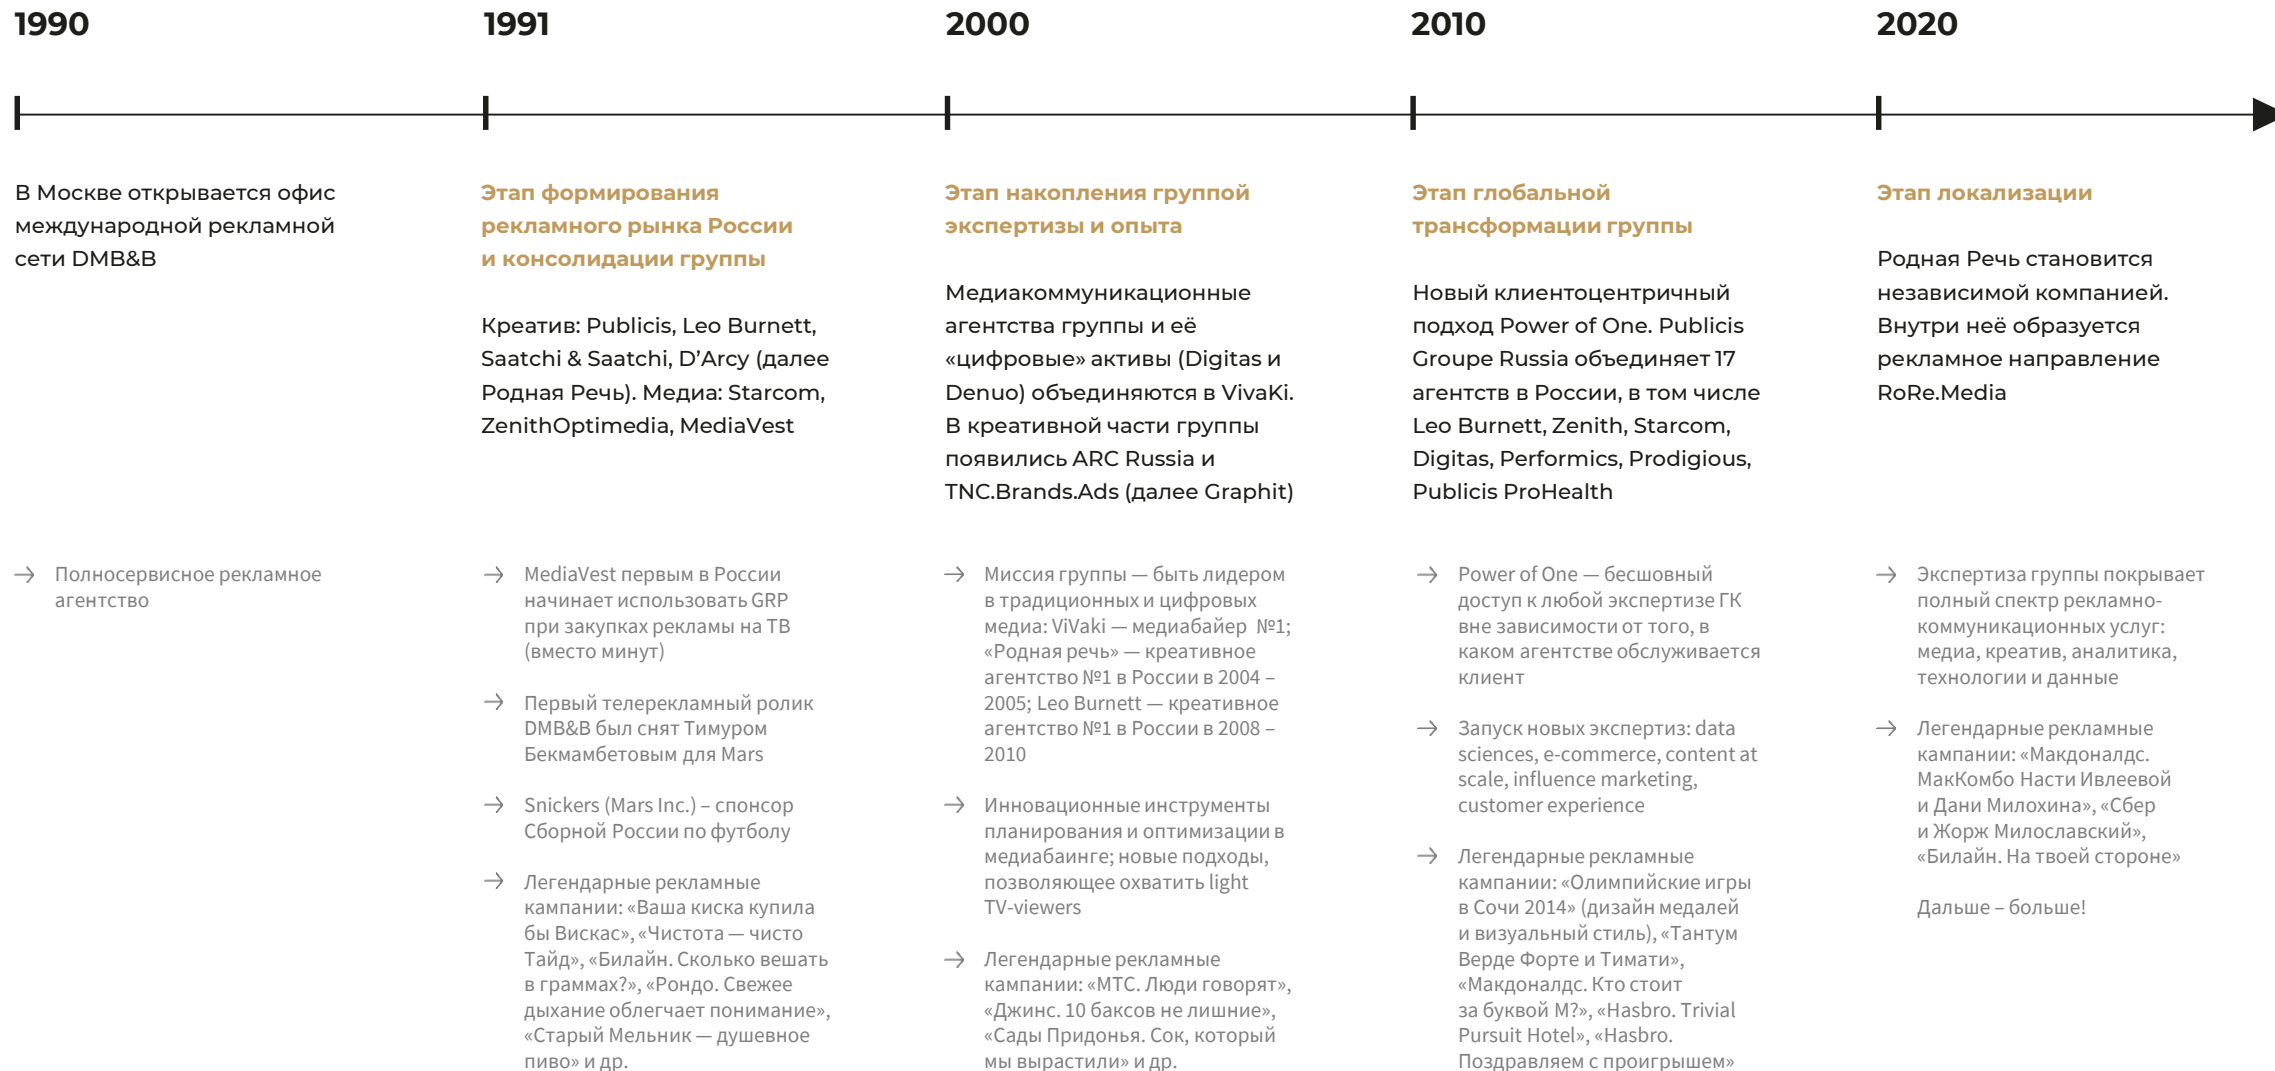 1990
1991
2000
2010
2020
В Москве открывается офис
международной рекламной
сети DMB&B
Этап формирования
рекламного рынка России
и консолидации группы
Креатив: Publicis, Leo Burnett,
Saatchi & Saatchi, D’Arcy (далее
Родная Речь). Медиа: Starcom,
ZenithOptimedia, MediaVest
Этап накопления группой
экспертизы и опыта
Медиакоммуникационные
агентства группы и её
«цифровые» активы (Digitas и
Denuo) объединяются в VivaKi.
В креативной части группы
появились ARC Russia и
TNC.Brands.Ads (далее Graphit)
Этап глобальной
трансформации группы
Новый клиентоцентричный
подход Power of One. Publicis
Groupe Russia объединяет 17
агентств в России, в том числе
Leo Burnett, Zenith, Starcom,
Digitas, Performics, Prodigious,
Publicis ProHealth
Этап локализации
Родная Речь становится
независимой компанией.
Внутри неё образуется
рекламное направление
RoRe.Media
→ Полносервисное рекламное
агентство
→ MediaVest первым в России
начинает использовать GRP
при закупках рекламы на ТВ
(вместо минут)
→ Первый телерекламный ролик
DMB&B был снят Тимуром
Бекмамбетовым для Mars
→ Snickers (Mars Inc.) – спонсор
Сборной России по футболу
→ Легендарные рекламные
кампании: «Ваша киска купила
бы Вискас», «Чистота — чисто
Тайд», «Билайн. Сколько вешать
в граммах?», «Рондо. Свежее
дыхание облегчает понимание»,
«Старый Мельник — душевное
пиво» и др.
→ Миссия группы — быть лидером
в традиционных и цифровых
медиа: ViVaki — медиабайер №1;
«Родная речь» — креативное
агентство №1 в России в 2004 –
2005; Leo Burnett — креативное
агентство №1 в России в 2008 –
2010
→ Инновационные инструменты
планирования и оптимизации в
медиабаинге; новые подходы,
позволяющее охватить light
TV-viewers
→ Легендарные рекламные
кампании: «МТС. Люди говорят»,
«Джинс. 10 баксов не лишние»,
«Сады Придонья. Сок, который
мы вырастили» и др.
→ Power of One — бесшовный
доступ к любой экспертизе ГК
вне зависимости от того, в
каком агентстве обслуживается
клиент
→ Запуск новых экспертиз: data
sciences, e-commerce, content at
scale, influence marketing,
customer experience
→ Легендарные рекламные
кампании: «Олимпийские игры
в Сочи 2014» (дизайн медалей
и визуальный стиль), «Тантум
Верде Форте и Тимати»,
«Макдоналдс. Кто стоит
за буквой М?», «Hasbro. Trivial
Pursuit Hotel», «Hasbro.
Поздравляем с проигрышем»
→ Экспертиза группы покрывает
полный спектр рекламно-
коммуникационных услуг:
медиа, креатив, аналитика,
технологии и данные
→ Легендарные рекламные
кампании: «Макдоналдс.
МакКомбо Насти Ивлеевой
и Дани Милохина», «Сбер
и Жорж Милославский»,
«Билайн. На твоей стороне»
Дальше – больше!